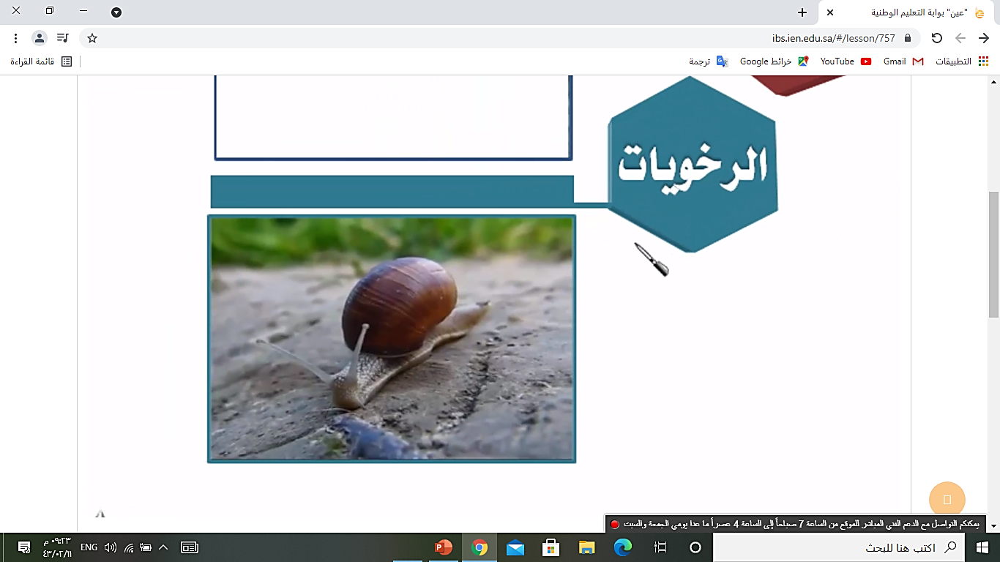 "عين" بوابة التعليم الوطنية
ibs.ien.edu.sa/#/lesson/757
التطبيقات
Gmail
YouTube
خرائط Google
ترجمة
قائمة القراءة
الرخويات
يمكنكم التواصل مع الدعم الفني المباشر للموقع من الساعة 7 صباحاً إلى الساعة 4 عصراً ما عدا يومي الجمعة والسبت
اكتب هنا للبحث
ENG
٠٩:٢٣ م
٤٣/٠٢/١١